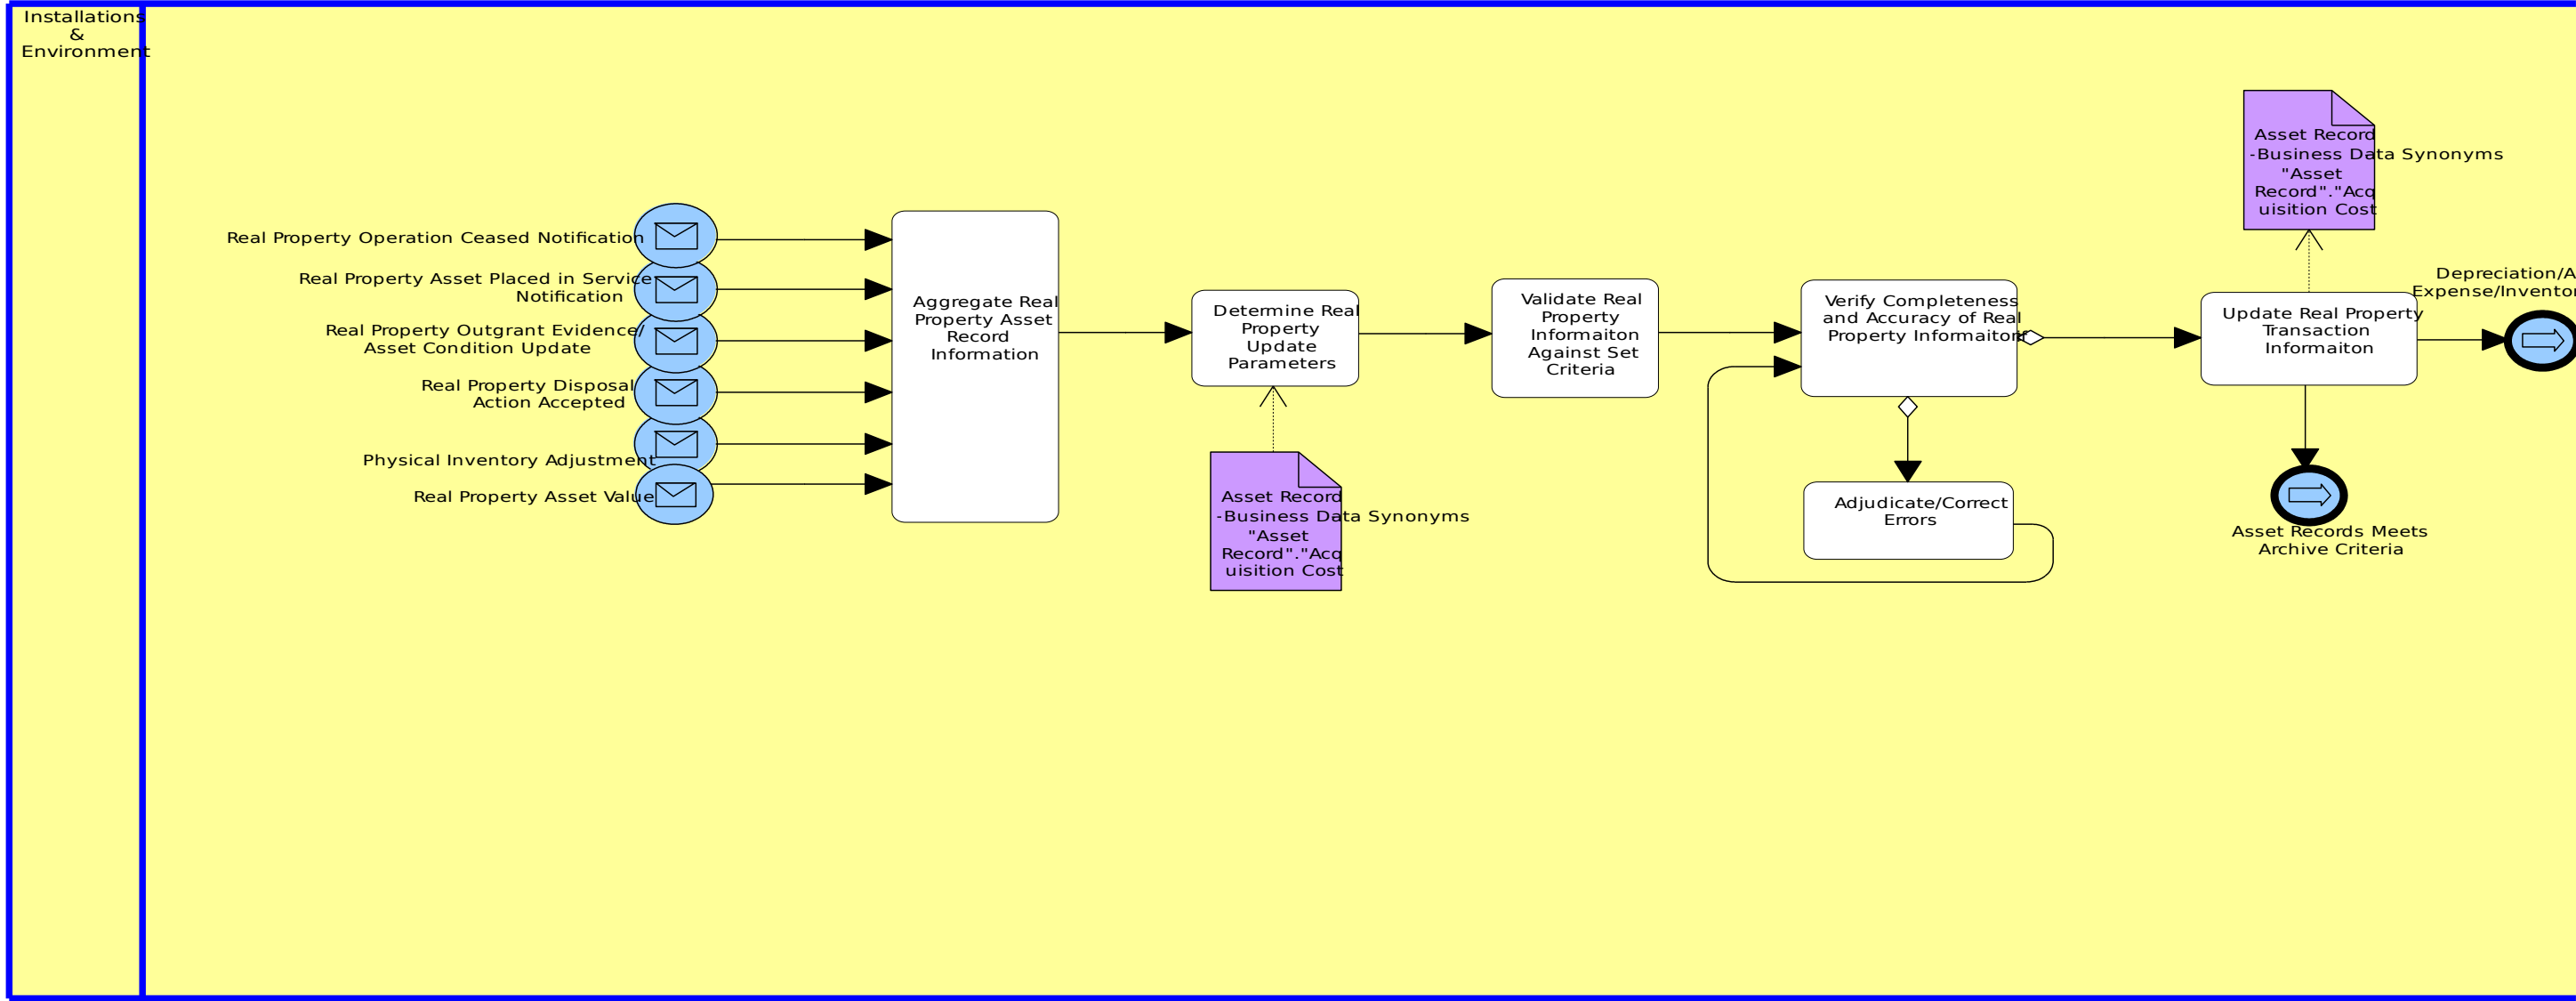 Installations
&
Environment
Real Property Operation Ceased Notification
Real Property Asset Placed in Service
Notification
Real Property Outgrant Evidence/
Asset Condition Update
Real Property Disposal
Action Accepted
Physical Inventory Adjustment
Real Property Asset Value
Aggregate Real
Property Asset
Record
Information
Determine Real
Property
Update
Parameters
Asset Record
-Business Data Synonyms
"Asset
Record"."Acq
uisition Cost
Validate Real
Property
Informaiton
Against Set
Criteria
Verify Completeness
and Accuracy of Real
Property Informaiton
Adjudicate/Correct
Errors
Asset Record
-Business Data Synonyms
"Asset
Record"."Acq
uisition Cost
Update Real Property
Transaction
Informaiton
Depreciation/A
Expense/Inventor
Asset Records Meets
Archive Criteria